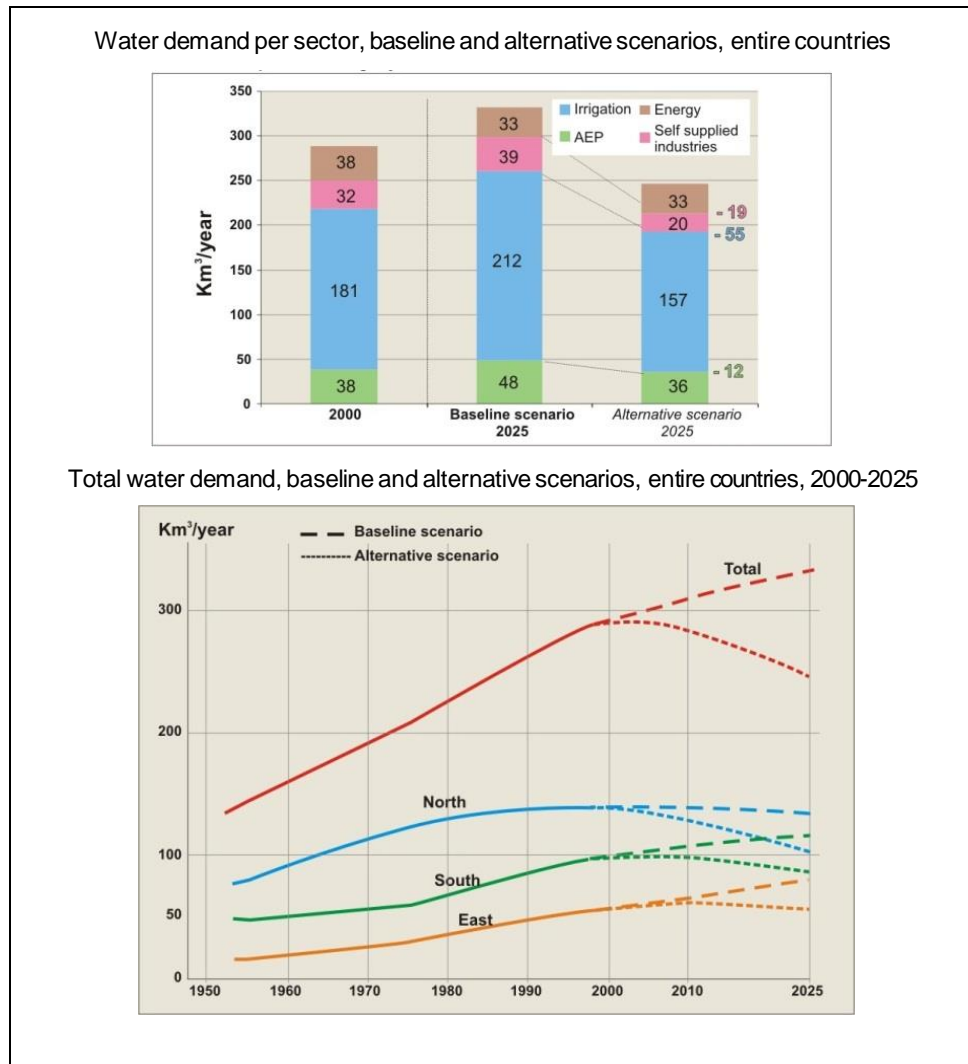 Water demand per sector, baseline and alternative scenarios, entire countries
350
300
250
200
150
100
50
0
Km³/year
Irrigation
Energy
AEP
Self supplied
industries
38
32
181
38
33
39
212
48
33
20
157
36
- 19
- 55
- 12
2000
Baseline scenario
2025
Alternative scenario
2025
Total water demand, baseline and alternative scenarios, entire countries, 2000-2025
Km³/year
Baseline scenario
Alternative scenario
Total
300
200
North
100
South
50
East
0
1950
1960
1970
1980
1990
2000
2010
2025